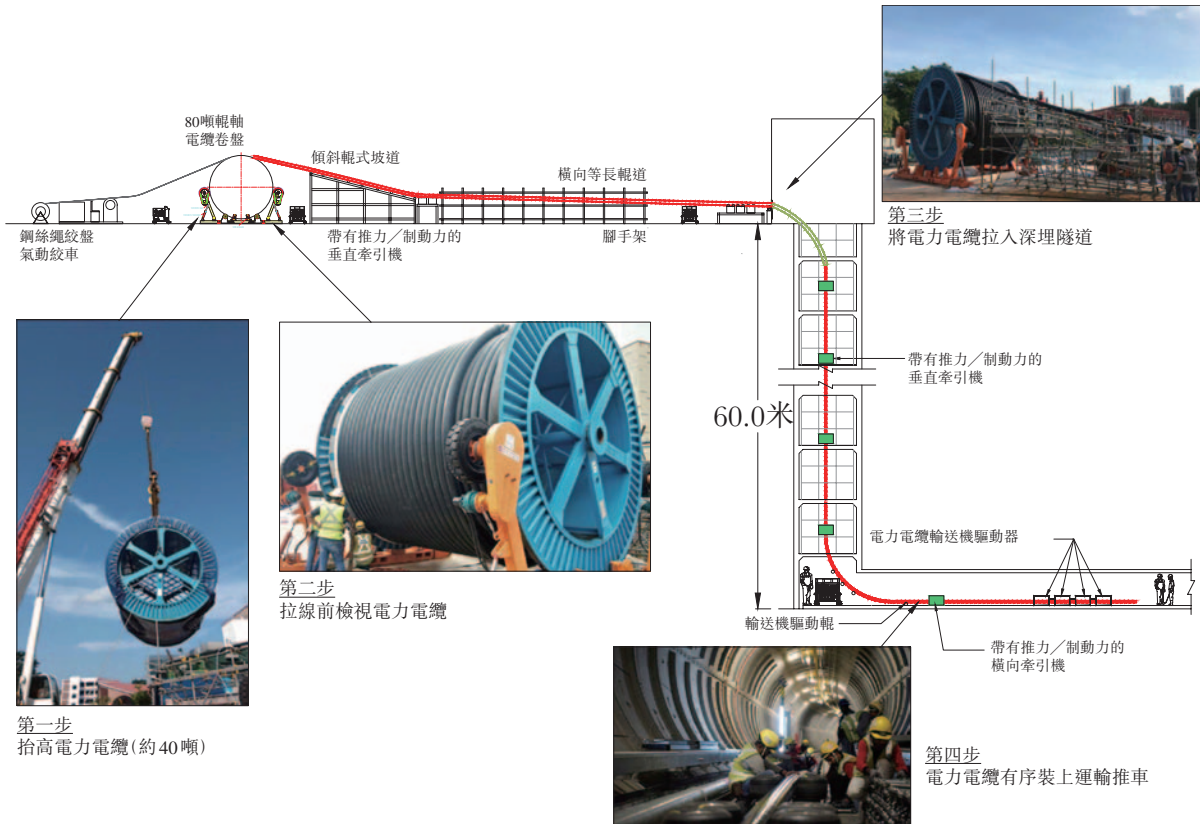 80噸輥軸
電纜卷盤
傾斜輥式坡道
橫向等長輥道
鋼絲繩絞盤
氣動絞車
帶有推力／制動力的
垂直牽引機
腳手架
第三步
將電力電纜拉入深埋隧道
帶有推力／制動力的
垂直牽引機
60.0米
第一步
抬高電力電纜(約40噸)
第二步
拉線前檢視電力電纜
電力電纜輸送機驅動器
輸送機驅動輥
帶有推力／制動力的
橫向牽引機
第四步
電力電纜有序裝上運輸推車